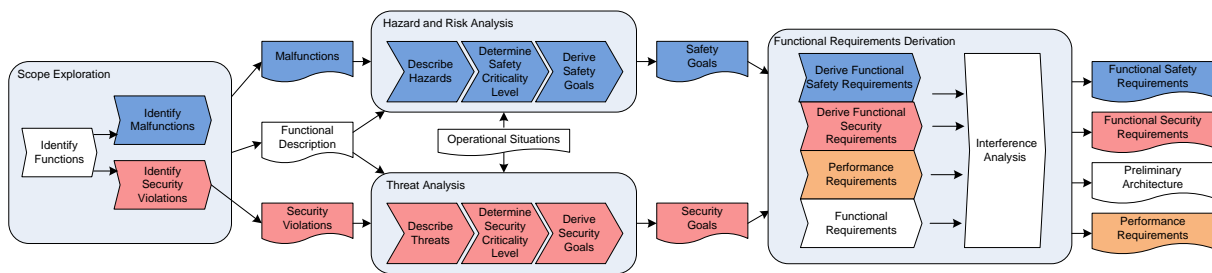 Scope Exploration
Identify
Functions
Identify
Malfunctions
Identify
Security
Violations
Malfunctions
Functional
Description
Security
Violations
Hazard and Risk Analysis
Describe
Hazards
Determine
Safety
Criticality
Level
Derive
Safety
Goals
Operational Situations
Threat Analysis
Describe
Threats
Determine
Security
Criticality
Level
Derive
Security
Goals
Safety
Goals
Security
Goals
Functional Requirements Derivation
Derive Functional
Safety Requirements
Derive Functional
Security
Requirements
Performance
Requirements
Functional
Requirements
Interference
Analysis
Functional Safety
Requirements
Functional Security
Requirements
Preliminary
Architecture
Performance
Requirements